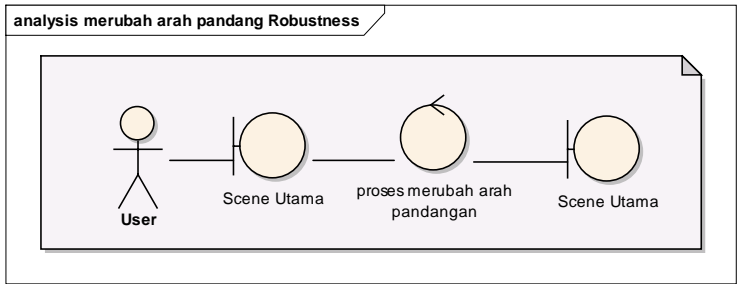 analysis merubah arah pandang Robustness
User
Scene Utama
proses merubah arah
pandangan
Scene Utama